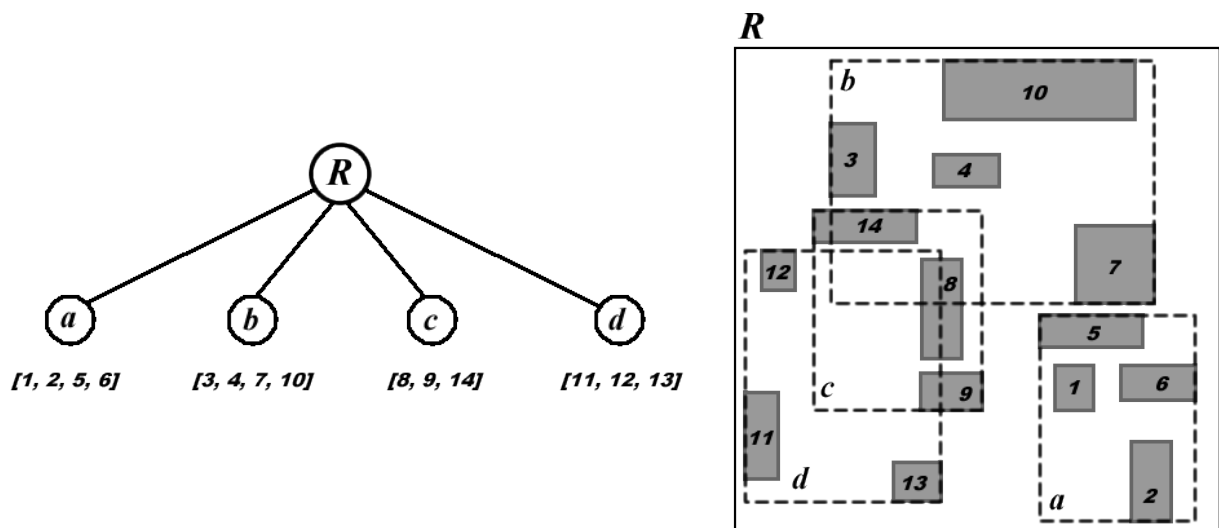 R
a
b
c
d
[1, 2, 5, 6]
[3, 4, 7, 10]
[8, 9, 14]
[11, 12, 13]
R
b
10
3
4
14
12
8
7
5
1
6
c
9
11
d
13
a
2